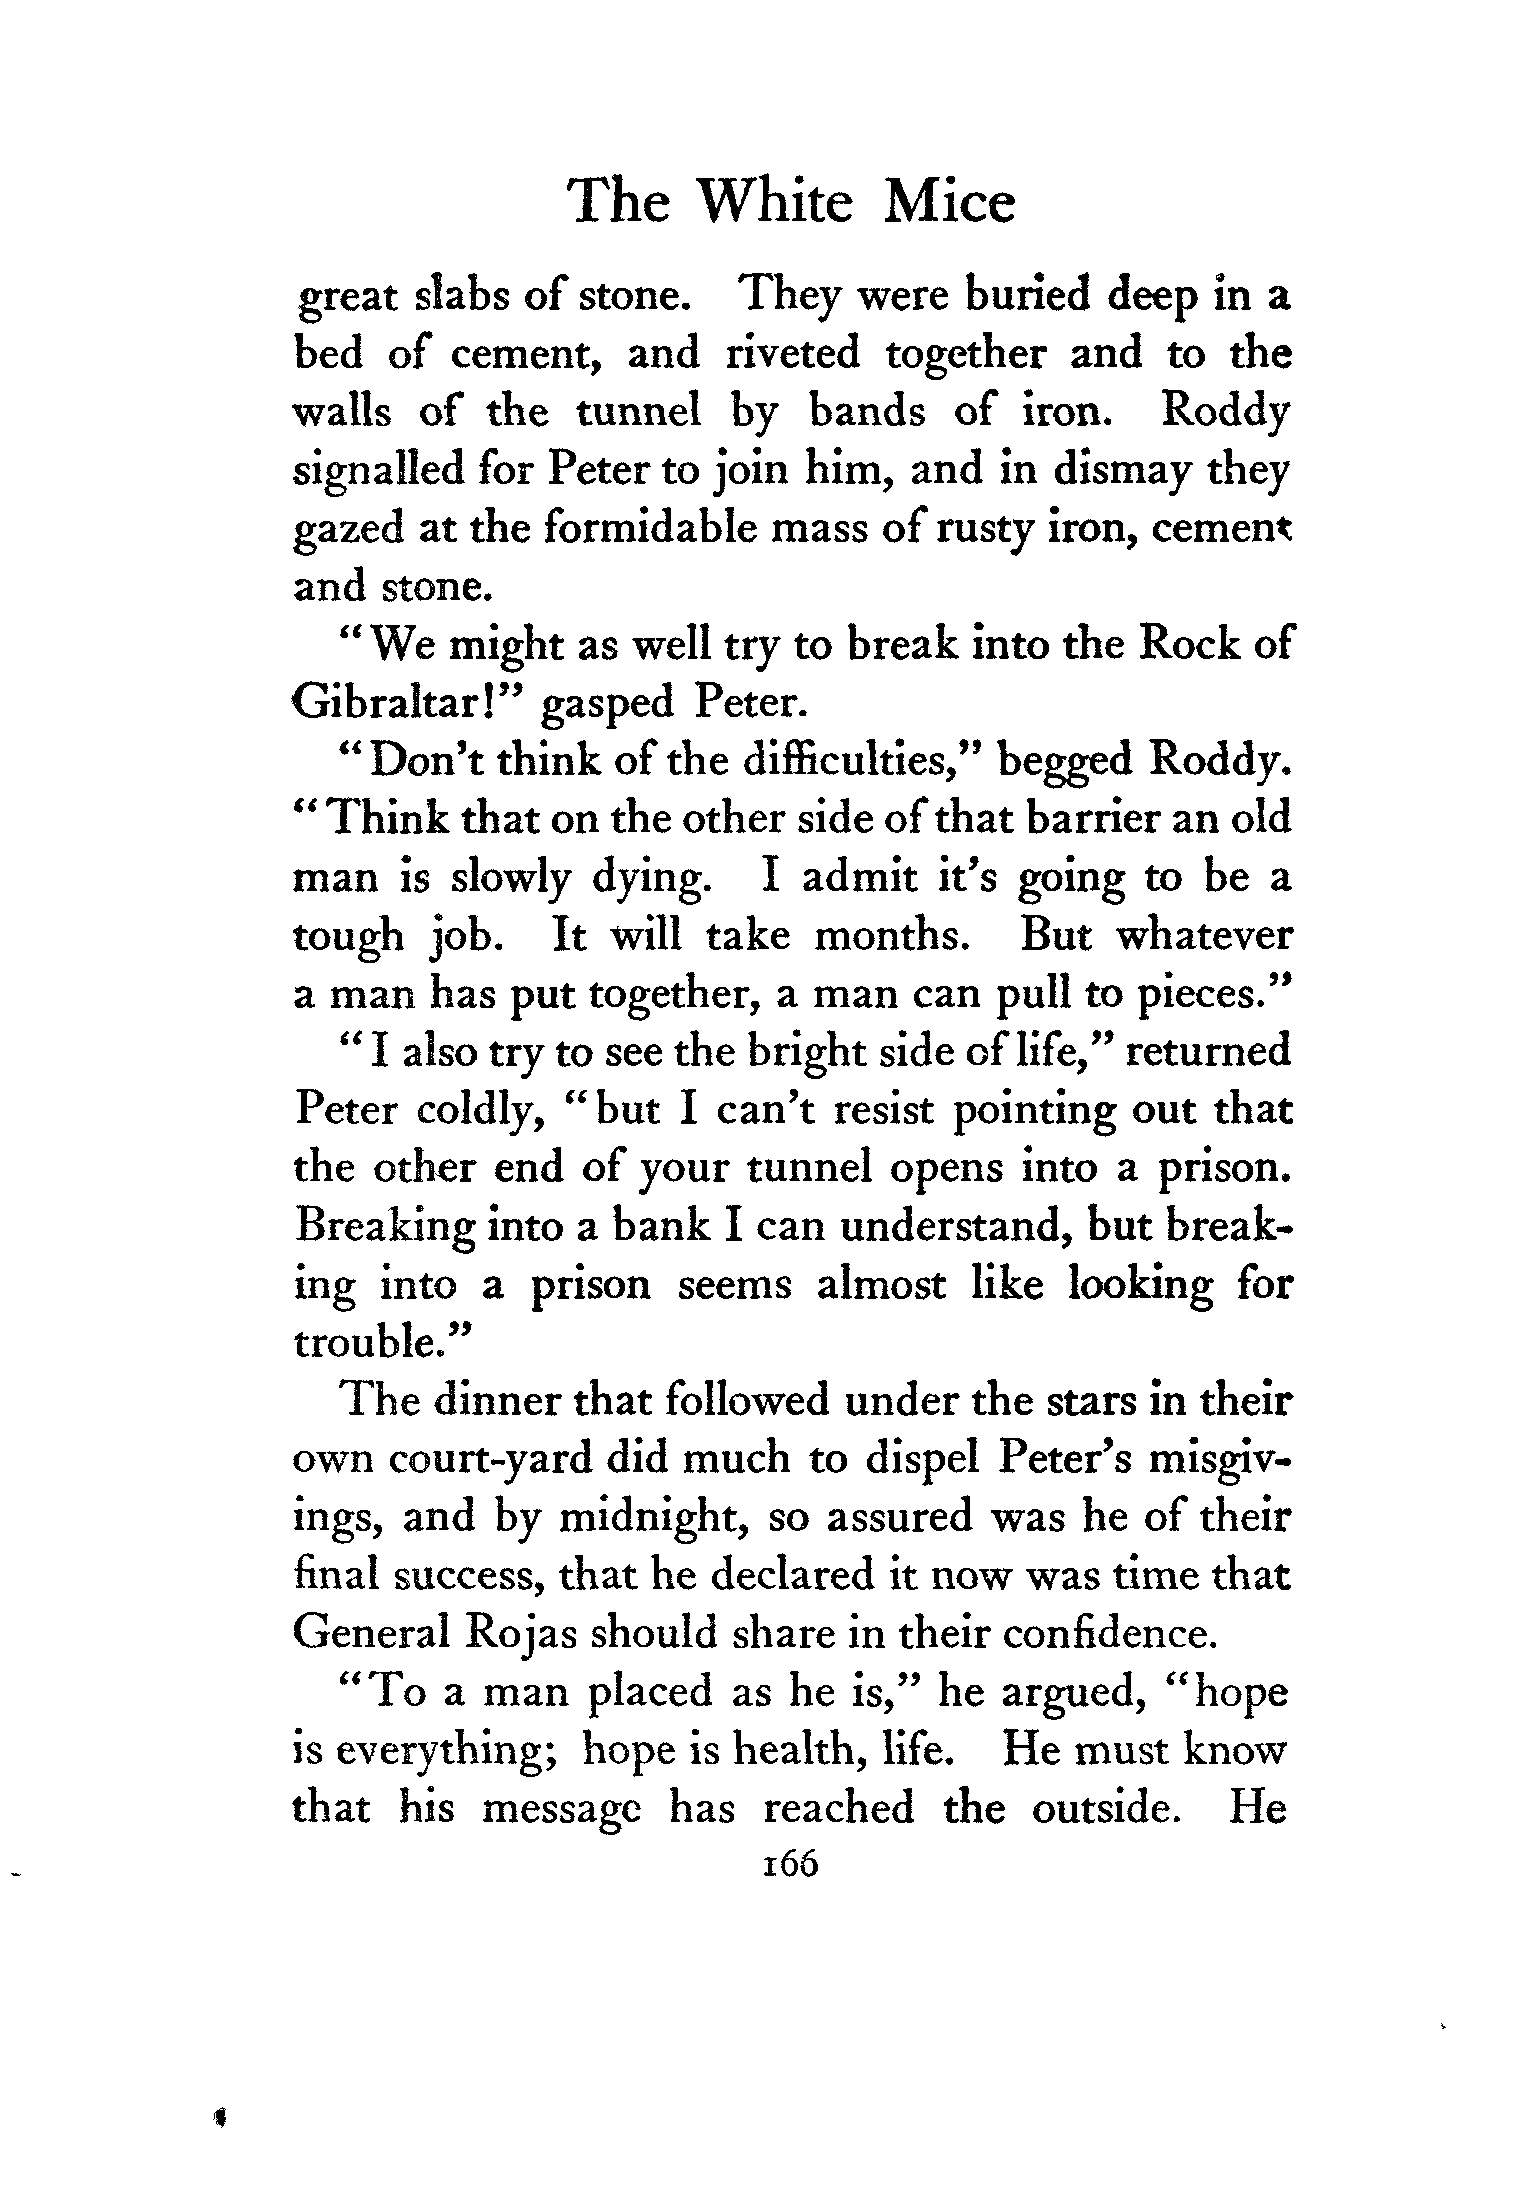 The White Mice
great slabs of stone. They were buried deep in a
bed of cement, and riveted together and to the
walls of the tunnel by bands of iron. Roddy
signalled for Peter to join him, and in dismay they
gazed at the formidable mass of rusty iron, cement
and stone.
"We might as well try to break into the Rock of
Gibraltar!" gasped Peter.
"Don't think of the difficulties," begged Roddy.
"Think that on the other side of that barrier an old
man is slowly dying. I admit it's going to be a
tough job. It will take months. But whatever
a man has put together, a man can pull to pieces."
"I also try to see the bright side of life," returned
Peter coldly, "but I can't resist pointing out that
the other end of your tunnel opens into a prison.
Breaking into a bank I can understand, but break-
ing into a prison seems almost like looking for
trouble."
The dinner that followed under the stars in their
own court-yard did much to dispel Peter's misgiv-
ings, and by midnight, so assured was he of their
final success, that he declared it now was time that
General Rojas should share in their confidence.
"To a man placed as he is," he argued, "hope
is everything; hope is health, life. He must know
that his message has reached the outside. He
166